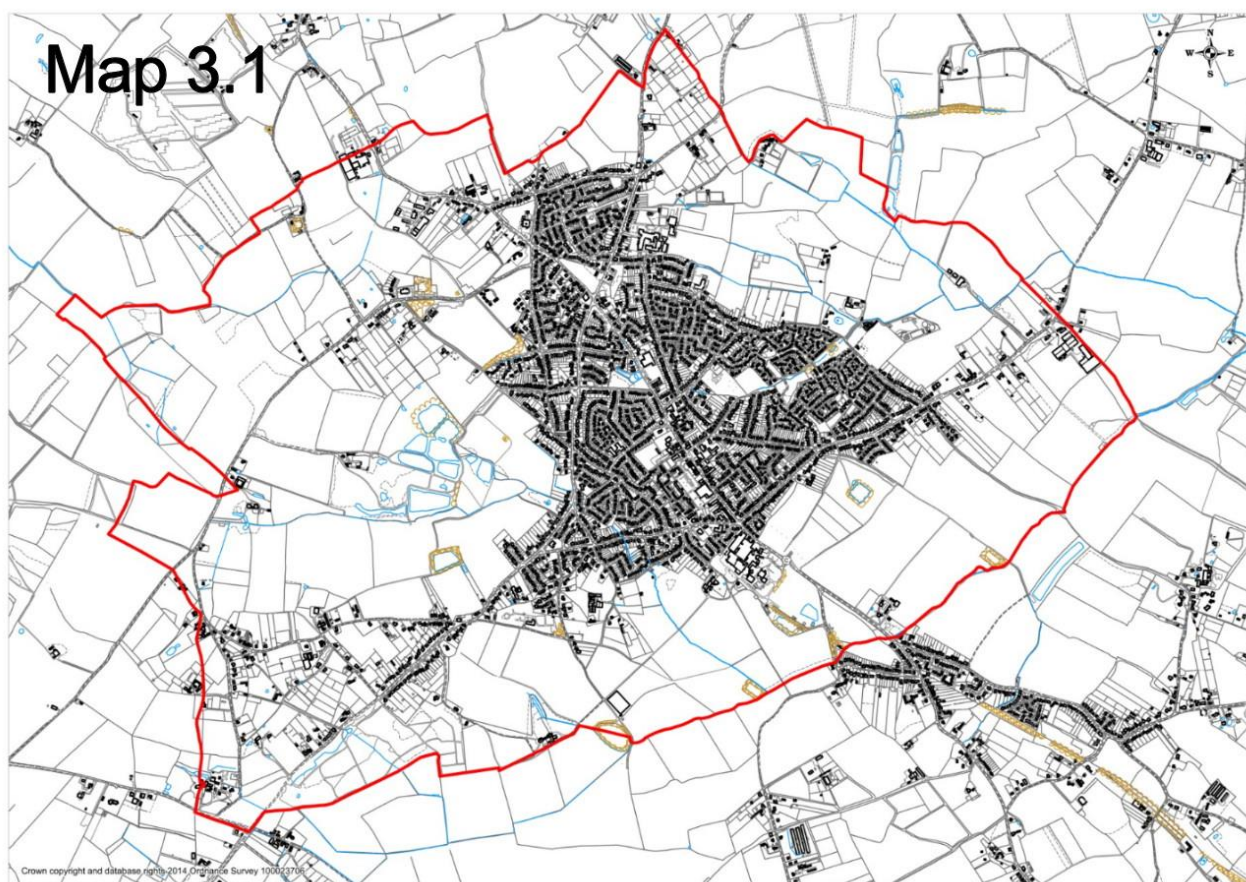 Map 3.1
N
W E
S
Crown copyright and database rights 2014 Ordnance Survey 100023706